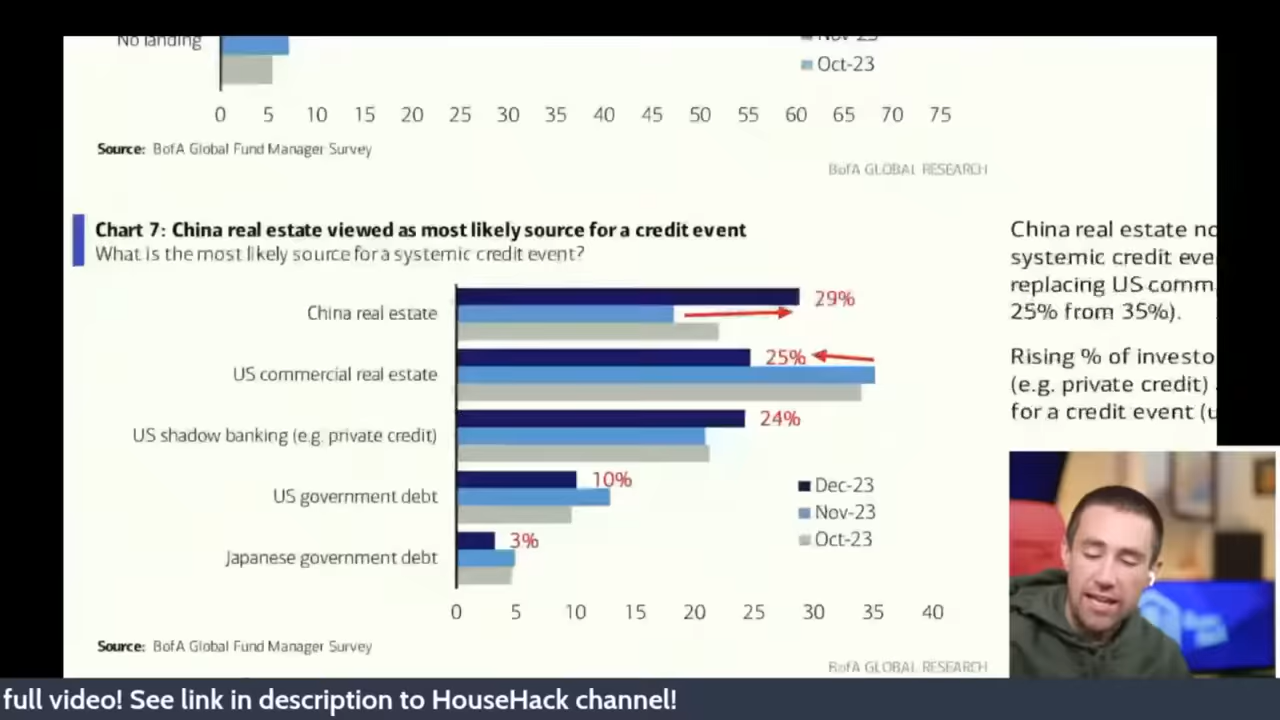 No landing
Nov-23
Oct-23
0 5 10 15 20 25 30 35 40 45 50 55 60 65 70 75
Source: BofA Global Fund Manager Survey
BofA GLOBAL RESEARCH
Chart 7: China real estate viewed as most likely source for a credit event
What is the most likely source for a systemic credit event?
China real estate
29%
US commercial real estate
25%
US shadow banking (e.g. private credit)
24%
US government debt
10%
Japanese government debt
3%
Dec-23
Nov-23
Oct-23
0 5 10 15 20 25 30 35 40
Source: BofA Global Fund Manager Survey
BofA GLOBAL RESEARCH
China real estate
systemic credit
replacing US
25% from 35%).
Rising % of
(e.g. private credit)
for a credit event
full video! See link in description to HouseHack channel!